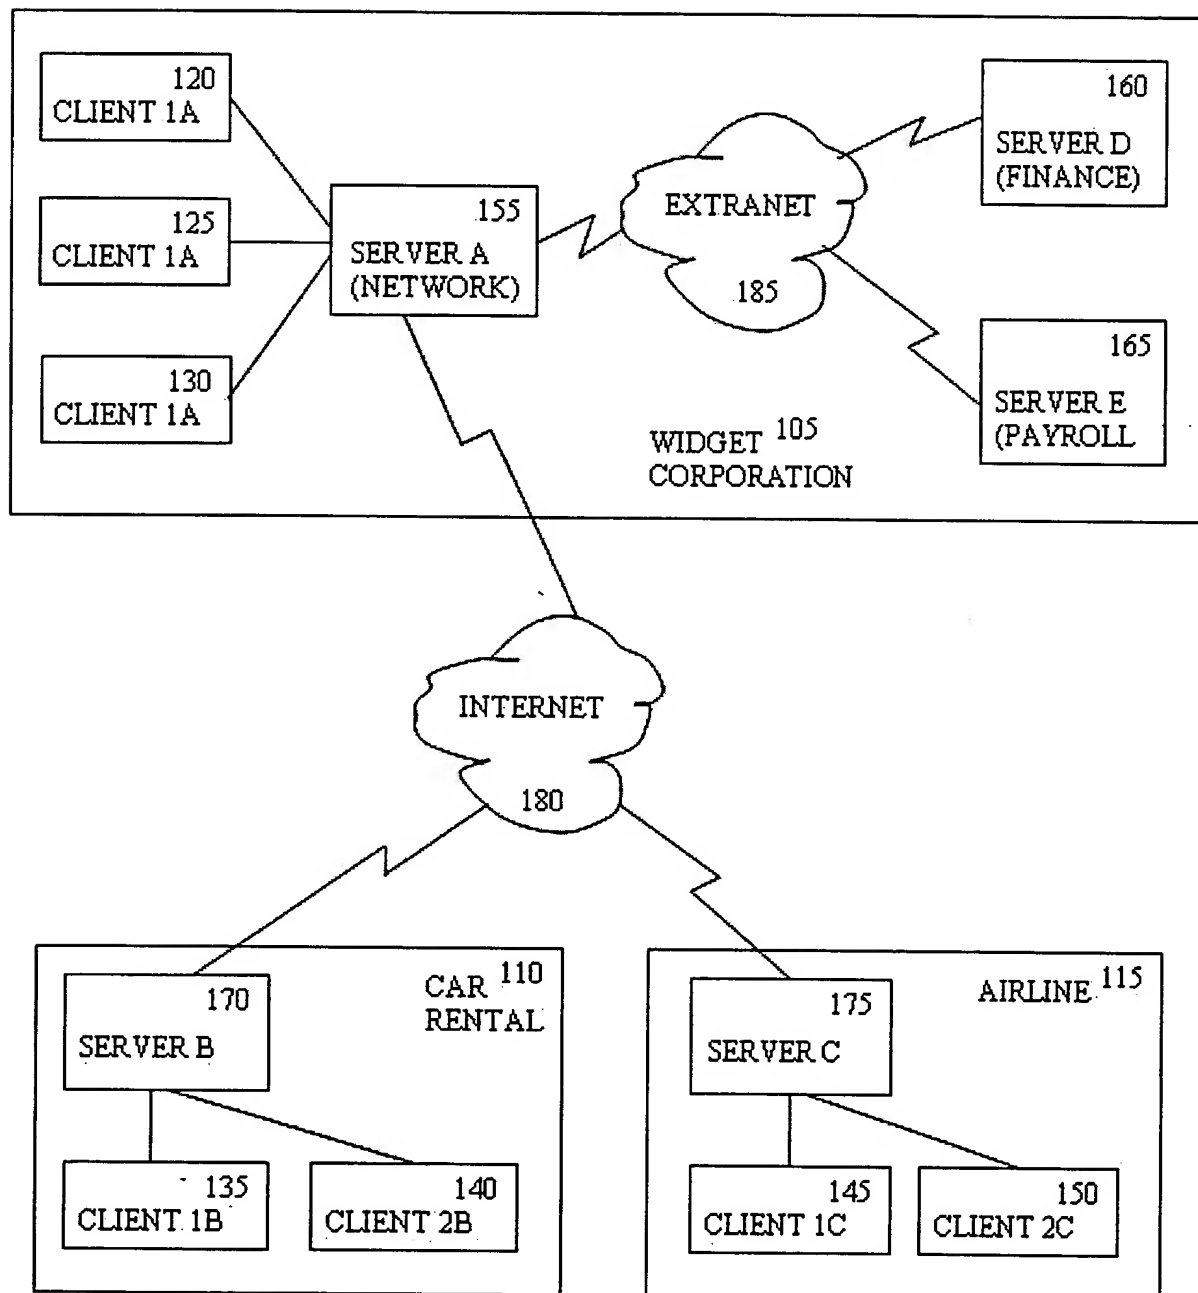 120
CLIENT 1A
125
CLIENT 1A
130
CLIENT 1A
155
SERVER A
(NETWORK)
EXTRANET
185
160
SERVER D
(FINANCE)
165
SERVER E
(PAYROLL
WIDGET 105
CORPORATION
INTERNET
180
170
SERVER B
CAR 110
RENTAL
135
CLIENT 1B
140
CLIENT 2B
175
SERVER C
AIRLINE 115
145
CLIENT 1C
150
CLIENT 2C